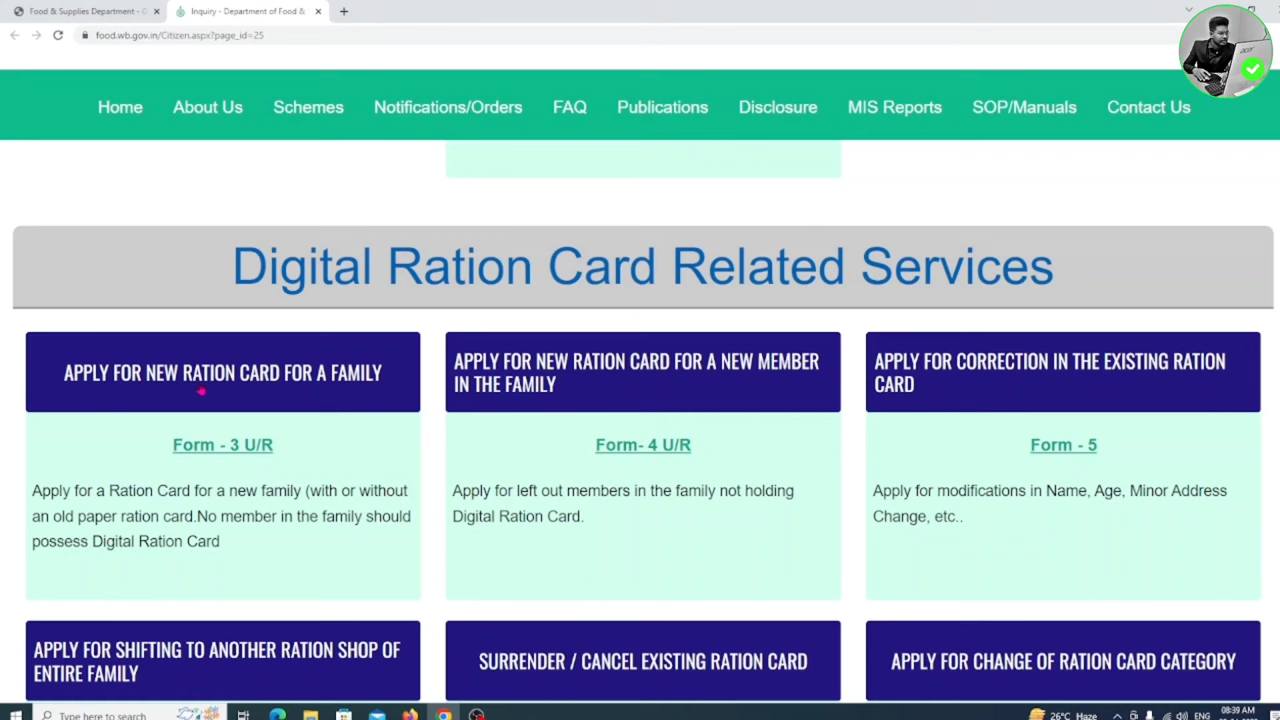 Food & Supplies Department - G
Inquiry - Department of Food &
food.wb.gov.in/Citizen.aspx?page_id=25
Home About Us Schemes Notifications/Orders FAQ Publications Disclosure MIS Reports SOP/Manuals Contact Us
Digital Ration Card Related Services
APPLY FOR NEW RATION CARD FOR A FAMILY
Form - 3 U/R
Apply for a Ration Card for a new family (with or without
an old paper ration card.No member in the family should
possess Digital Ration Card
APPLY FOR NEW RATION CARD FOR A NEW MEMBER
IN THE FAMILY
Form- 4 U/R
Apply for left out members in the family not holding
Digital Ration Card.
APPLY FOR CORRECTION IN THE EXISTING RATION
CARD
Form - 5
Apply for modifications in Name, Age, Minor Address
Change, etc..
APPLY FOR SHIFTING TO ANOTHER RATION SHOP OF
ENTIRE FAMILY
SURRENDER / CANCEL EXISTING RATION CARD
APPLY FOR CHANGE OF RATION CARD CATEGORY
Type here to search
26°C Haze
ENG
08:39 AM